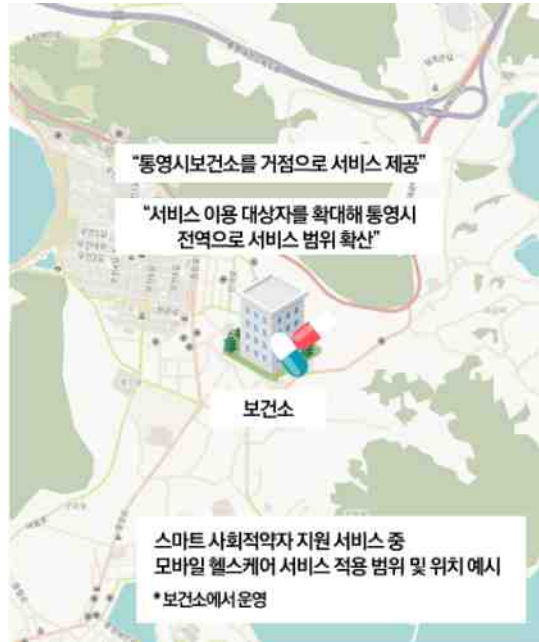 “통영시보건소를 거점으로 서비스 제공”
“서비스 이용 대상자를 확대해 통영시
전역으로 서비스 범위 확산”
보건소
스마트 사회적약자 지원 서비스 중
모바일 헬스케어 서비스 적용 범위 및 위치 예시
* 보건소에서 운영